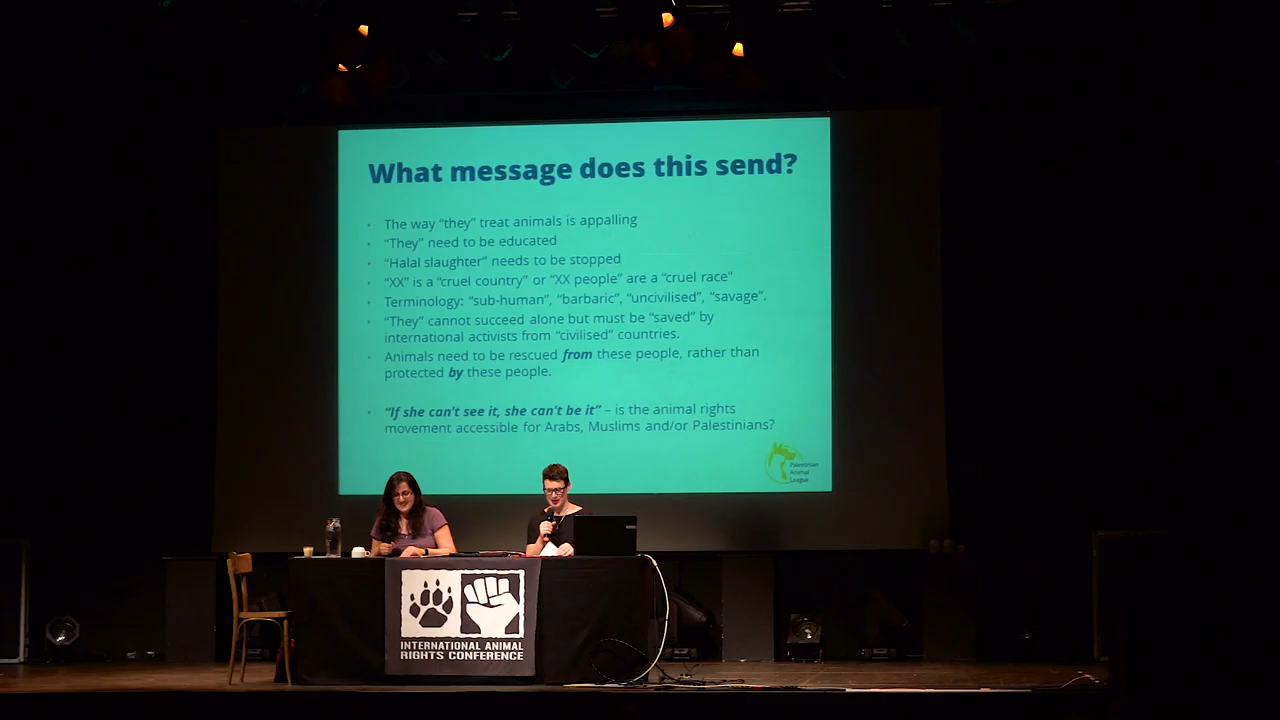 What message does this send?
• The way “they” treat animals is appalling
• “They” need to be educated
• “Halal slaughter” needs to be stopped
• “XX” is a “cruel country” or “XX people” are a “cruel race”
• Terminology: “sub-human”, “barbaric”, “uncivilised”, “savage”.
• “They” cannot succeed alone but must be “saved” by
international activists from “civilised” countries.
• Animals need to be rescued from these people, rather than
protected by these people.
• “If she can’t see it, she can’t be it” – is the animal rights
movement accessible for Arabs, Muslims and/or Palestinians?
Palestinian
Animal
League
INTERNATIONAL ANIMAL
RIGHTS CONFERENCE